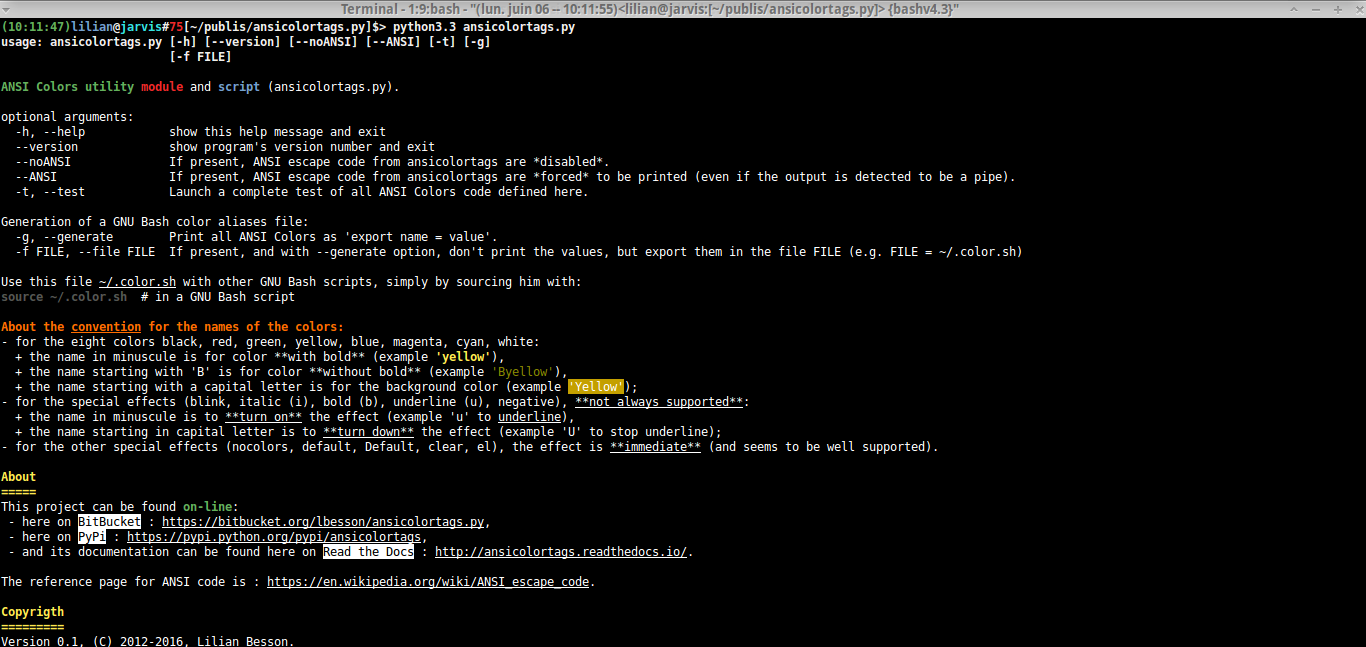 Terminal - 1:9:bash - "(lun. juin 06 -- 10:11:55)<lilian@jarvis:[~/publis/ansicolortags.py]> {bashv4.3}"
(10:11:47)lilian@jarvis#75[~/publis/ansicolortags.py]$> python3.3 ansicolortags.py
usage: ansicolortags.py [-h] [--version] [--noANSI] [--ANSI] [-t] [-g]
                        [-f FILE]

ANSI Colors utility module and script (ansicolortags.py).

optional arguments:
  -h, --help            show this help message and exit
  --version             show program's version number and exit
  --noANSI              If present, ANSI escape code from ansicolortags are *disabled*.
  --ANSI                If present, ANSI escape code from ansicolortags are *forced* to be printed (even if the output is detected to be a pipe).
  -t, --test            Launch a complete test of all ANSI Colors code defined here.

Generation of a GNU Bash color aliases file:
  -g, --generate        Print all ANSI Colors as 'export name = value'.
  -f FILE, --file FILE  If present, and with --generate option, don't print the values, but export them in the file FILE (e.g. FILE = ~/.color.sh)

Use this file ~/.color.sh with other GNU Bash scripts, simply by sourcing him with:
source ~/.color.sh  # in a GNU Bash script

About the convention for the names of the colors:
- for the eight colors black, red, green, yellow, blue, magenta, cyan, white:
  + the name in minuscule is for color **with bold** (example 'yellow'),
  + the name starting with 'B' is for color **without bold** (example 'Byellow'),
  + the name starting with a capital letter is for the background color (example 'Yellow');
- for the special effects (blink, italic (i), bold (b), underline (u), negative), **not always supported**:
  + the name in minuscule is to **turn on** the effect (example 'u' to underline),
  + the name starting in capital letter is to **turn down** the effect (example 'U' to stop underline);
- for the other special effects (nocolors, default, Default, clear, el), the effect is **immediate** (and seems to be well supported).

About
=====
This project can be found on-line:
 - here on BitBucket : https://bitbucket.org/lbesson/ansicolortags.py,
 - here on PyPi : https://pypi.python.org/pypi/ansicolortags,
 - and its documentation can be found here on Read the Docs : http://ansicolortags.readthedocs.io/.

The reference page for ANSI code is : https://en.wikipedia.org/wiki/ANSI_escape_code.

Copyrigth
=========
Version 0.1, (C) 2012-2016, Lilian Besson.